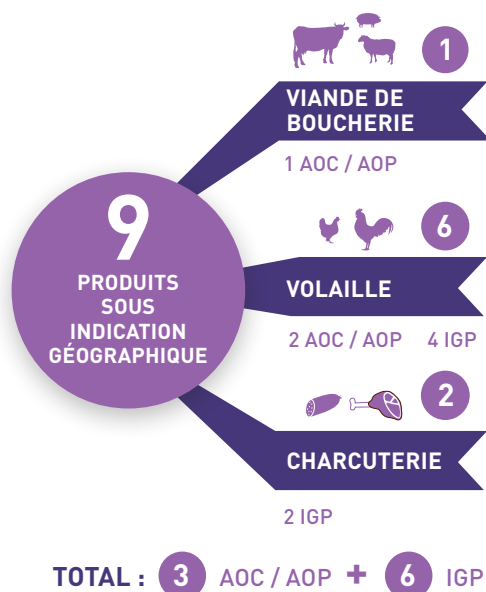 9
PRODUITS
SOUS
INDICATION
GÉOGRAPHIQUE
1
VIANDE DE
BOUCHERIE
1 AOC / AOP
6
VOLAILLE
2 AOC / AOP 4 IGP
2
CHARCUTERIE
2 IGP
TOTAL : 3 AOC / AOP + 6 IGP